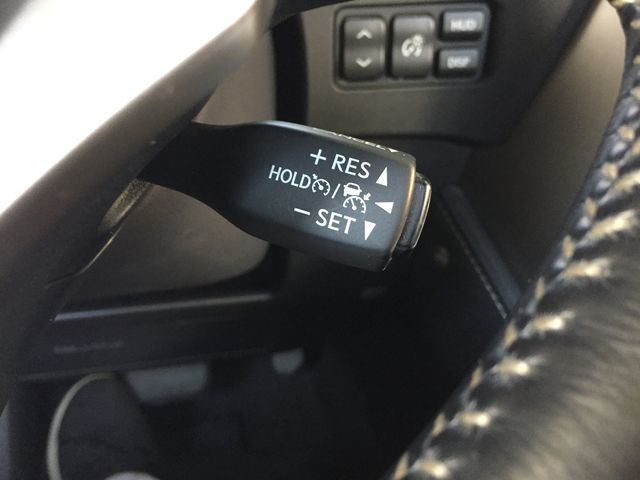 HUD
DISP
+ RES
HOLD /
− SET